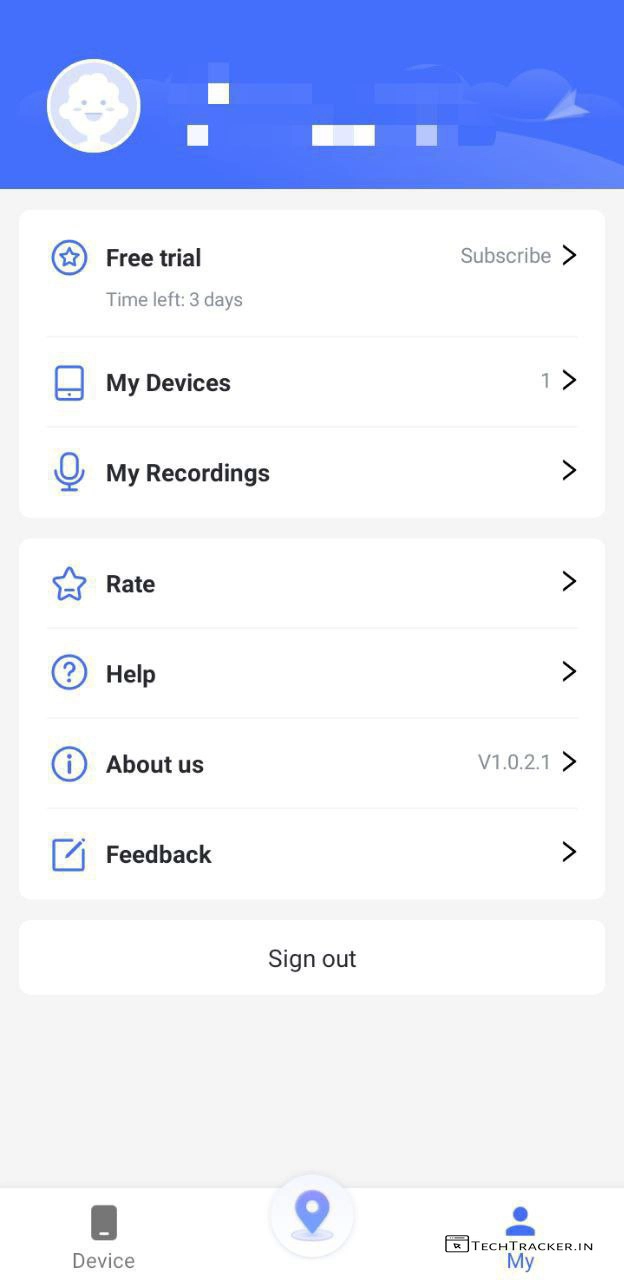 Free trial
Subscribe
Time left: 3 days
My Devices
1
My Recordings
Rate
Help
About us
V1.0.2.1
Feedback
Sign out
Device
TECHTRACKER.IN
My